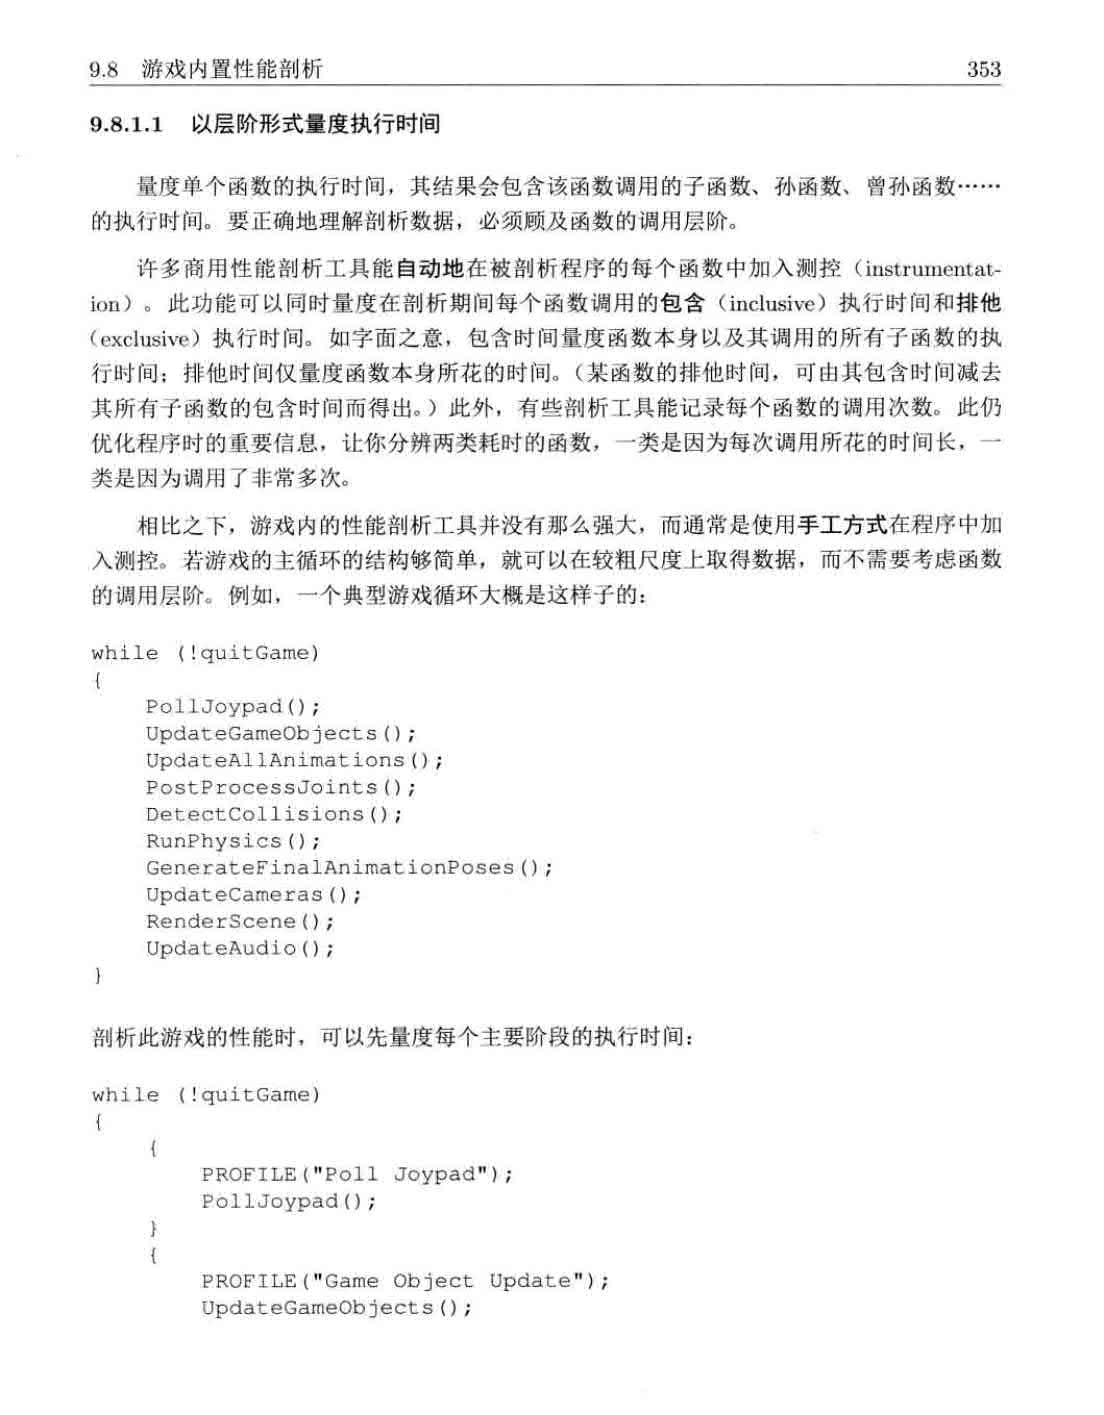 9.8 游戏内置性能剖析 353
9.8.1.1 以层阶形式量度执行时间
量度单个函数的执行时间，其结果会包含该函数调用的子函数、孙函数、曾孙函数……
的执行时间。要正确地理解剖析数据，必须顾及函数的调用层阶。
许多商用性能剖析工具能自动地在被剖析程序的每个函数中加入测控（instrumentat-
ion）。此功能可以同时量度在剖析期间每个函数调用的包含（inclusive）执行时间和排他
（exclusive）执行时间。如字面之意，包含时间量度函数本身以及其调用的所有子函数的执
行时间；排他时间仅量度函数本身所花的时间。（某函数的排他时间，可由其包含时间减去
其所有子函数的包含时间而得出。）此外，有些剖析工具能记录每个函数的调用次数。此仍
优化程序时的重要信息，让你分辨两类耗时的函数，一类是因为每次调用所花的时间长，一
类是因为调用了非常多次。
相比之下，游戏内的性能剖析工具并没有那么强大，而通常是使用手工方式在程序中加
入测控。若游戏的主循环的结构够简单，就可以在较粗尺度上取得数据，而不需要考虑函数
的调用层阶。例如，一个典型游戏循环大概是这样子的：
while (!quitGame)
{
PollJoypad();
UpdateGameObjects();
UpdateAllAnimations();
PostProcessJoints();
DetectCollisions();
RunPhysics();
GenerateFinalAnimationPoses();
UpdateCameras();
RenderScene();
UpdateAudio();
}
剖析此游戏的性能时，可以先量度每个主要阶段的执行时间：
while (!quitGame)
{
{
PROFILE("Poll Joypad");
PollJoypad();
}
{
PROFILE("Game Object Update");
UpdateGameObjects();